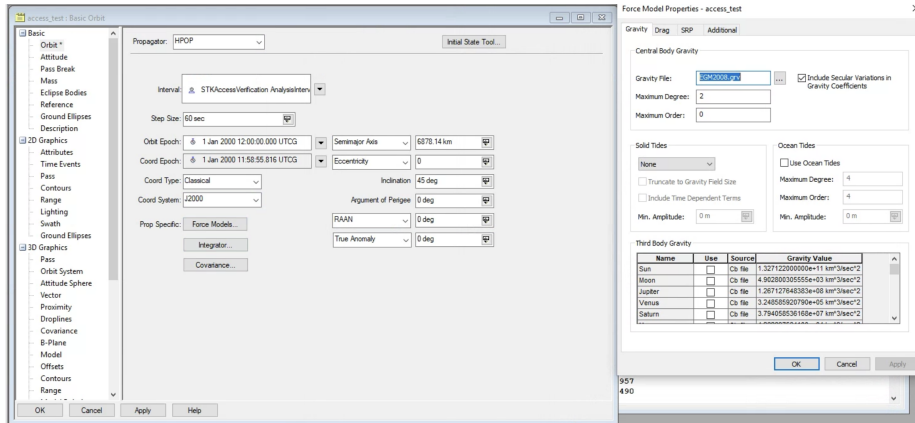 access_test : Basic Orbit
Basic
Orbit *
Attitude
Pass Break
Mass
Eclipse Bodies
Reference
Ground Ellipses
Description
2D Graphics
Attributes
Time Events
Pass
Contours
Range
Lighting
Swath
Ground Ellipses
3D Graphics
Pass
Orbit System
Attitude Sphere
Vector
Proximity
Droplines
Covariance
B-Plane
Model
Offsets
Contours
Range
Propagator: HPOP
Initial State Tool...
Interval: STKAccessVerification AnalysisInterv
Step Size: 60 sec
Orbit Epoch: 1 Jan 2000 12:00:00.000 UTCG Semimajor Axis 6878.14 km
Coord Epoch: 1 Jan 2000 11:58:55.816 UTCG Eccentricity 0
Coord Type: Classical Inclination 45 deg
Coord System: J2000 Argument of Perigee 0 deg
Prop Specific: Force Models... RAAN 0 deg
Integrator... True Anomaly 0 deg
Covariance...
OK Cancel Apply Help
Force Model Properties - access_test
Gravity Drag SRP Additional
Central Body Gravity
Gravity File: EGM2008.grv ... Include Secular Variations in
Gravity Coefficients
Maximum Degree: 2
Maximum Order: 0
Solid Tides
None
Truncate to Gravity Field Size
Include Time Dependent Terms
Min. Amplitude: 0 m
Ocean Tides
Use Ocean Tides
Maximum Degree: 4
Maximum Order: 4
Min. Amplitude: 0 m
Third Body Gravity
Name Use Source Gravity Value
Sun Cb file 1.327122000000e+11 km^3/sec^2
Moon Cb file 4.902800305555e+03 km^3/sec^2
Jupiter Cb file 1.267127648383e+08 km^3/sec^2
Venus Cb file 3.248585920790e+05 km^3/sec^2
Saturn Cb file 3.794058536168e+07 km^3/sec^2
OK Cancel Apply
957
490